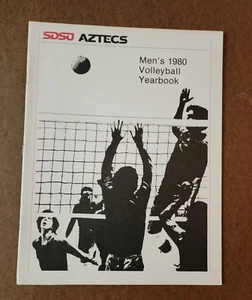 SDSU AZTECS
Men's 1980
Volleyball
Yearbook